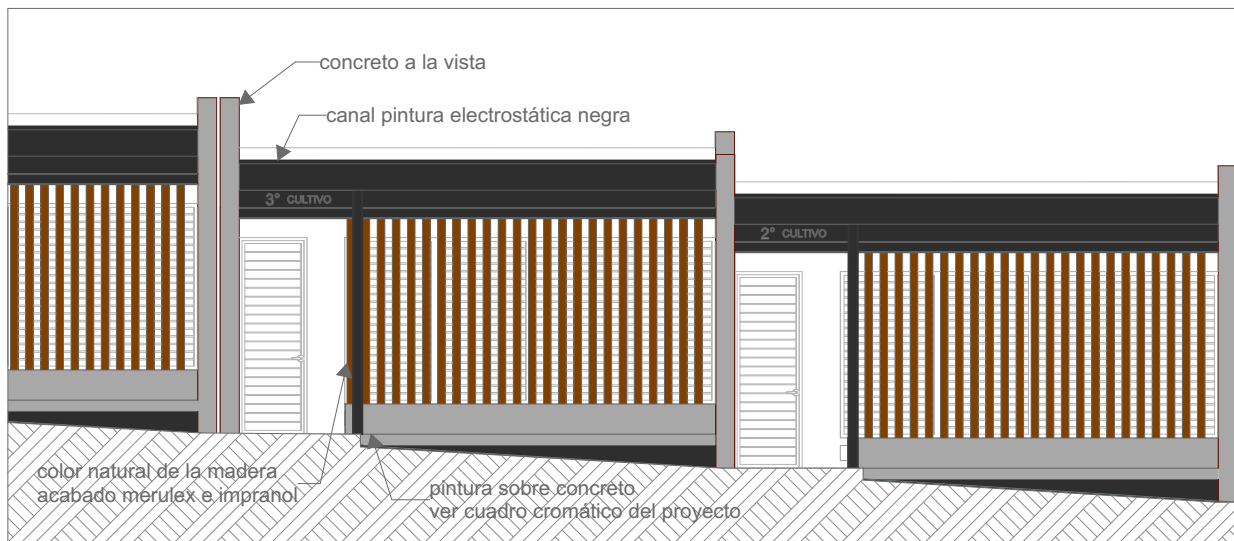 concreto a la vista
canal pintura electrostática negra
3° CULTIVO
2° CULTIVO
color natural de la madera
acabado merulex e impranol
pintura sobre concreto
ver cuadro cromático del proyecto